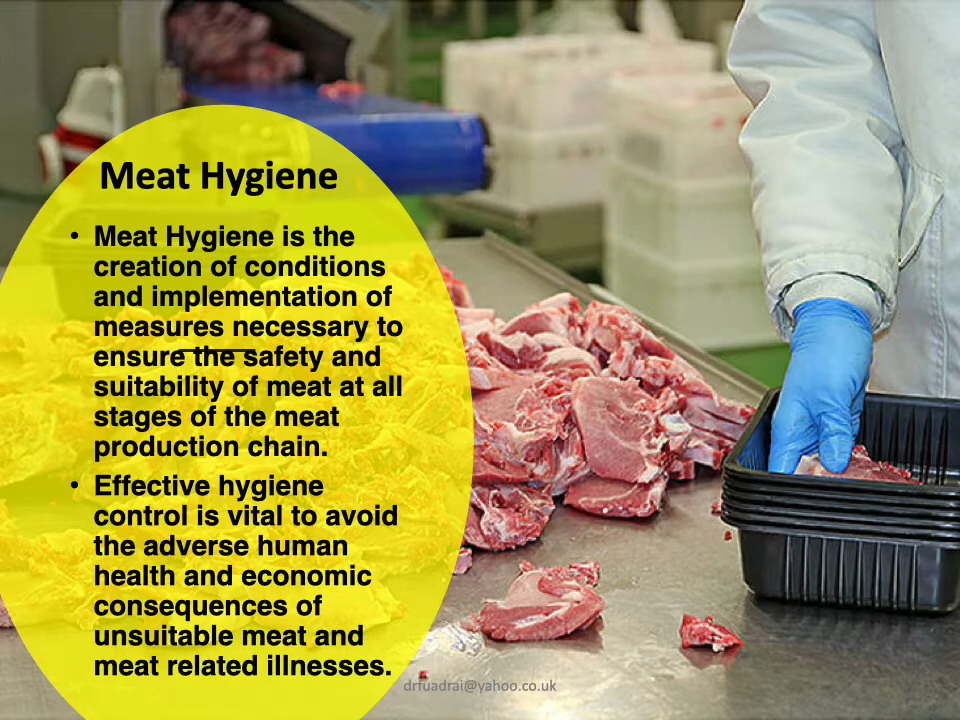 Meat Hygiene
• Meat Hygiene is the
creation of conditions
and implementation of
measures necessary to
ensure the safety and
suitability of meat at all
stages of the meat
production chain.
• Effective hygiene
control is vital to avoid
the adverse human
health and economic
consequences of
unsuitable meat and
meat related illnesses.
drfuadrai@yahoo.co.uk